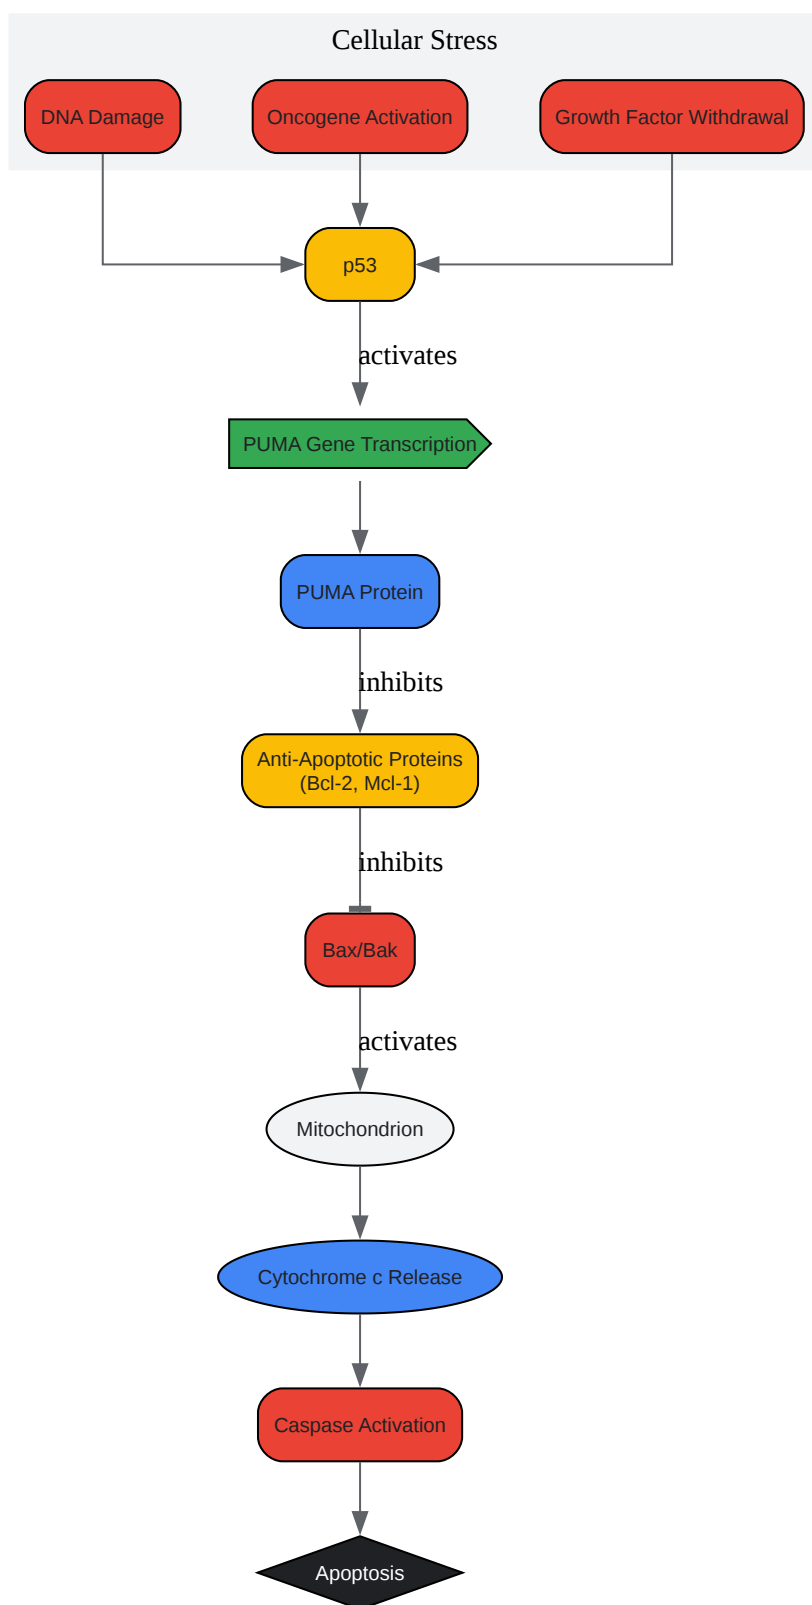 Cellular Stress
DNA Damage
Oncogene Activation
Growth Factor Withdrawal
p53
activates
PUMA Gene Transcription
PUMA Protein
inhibits
Anti-Apoptotic Proteins
(Bcl-2, Mcl-1)
inhibits
Bax/Bak
activates
Mitochondrion
Cytochrome c Release
Caspase Activation
Apoptosis